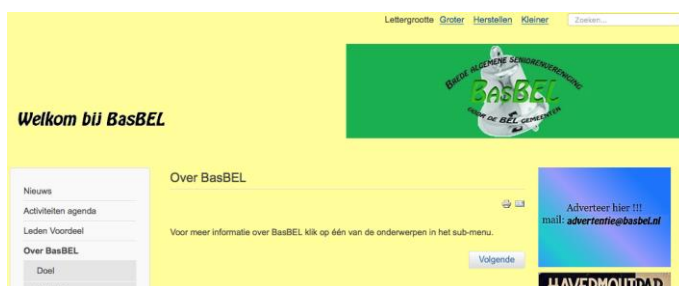 Lettergrootte Groter Herstellen Kleiner Zoeken...
BREDE ALGEMENE SENIORENVERENIGING
BASBEL
VOOR DE BEL GEMEENTEN
Welkom bij BasBEL
Nieuws
Activiteiten agenda
Leden Voordeel
Over BasBEL
Doel
Over BasBEL
Voor meer informatie over BasBEL klik op één van de onderwerpen in het sub-menu.
Volgende
Adverteer hier !!!
mail: advertentie@basbel.nl
HAVERMOUTPAP